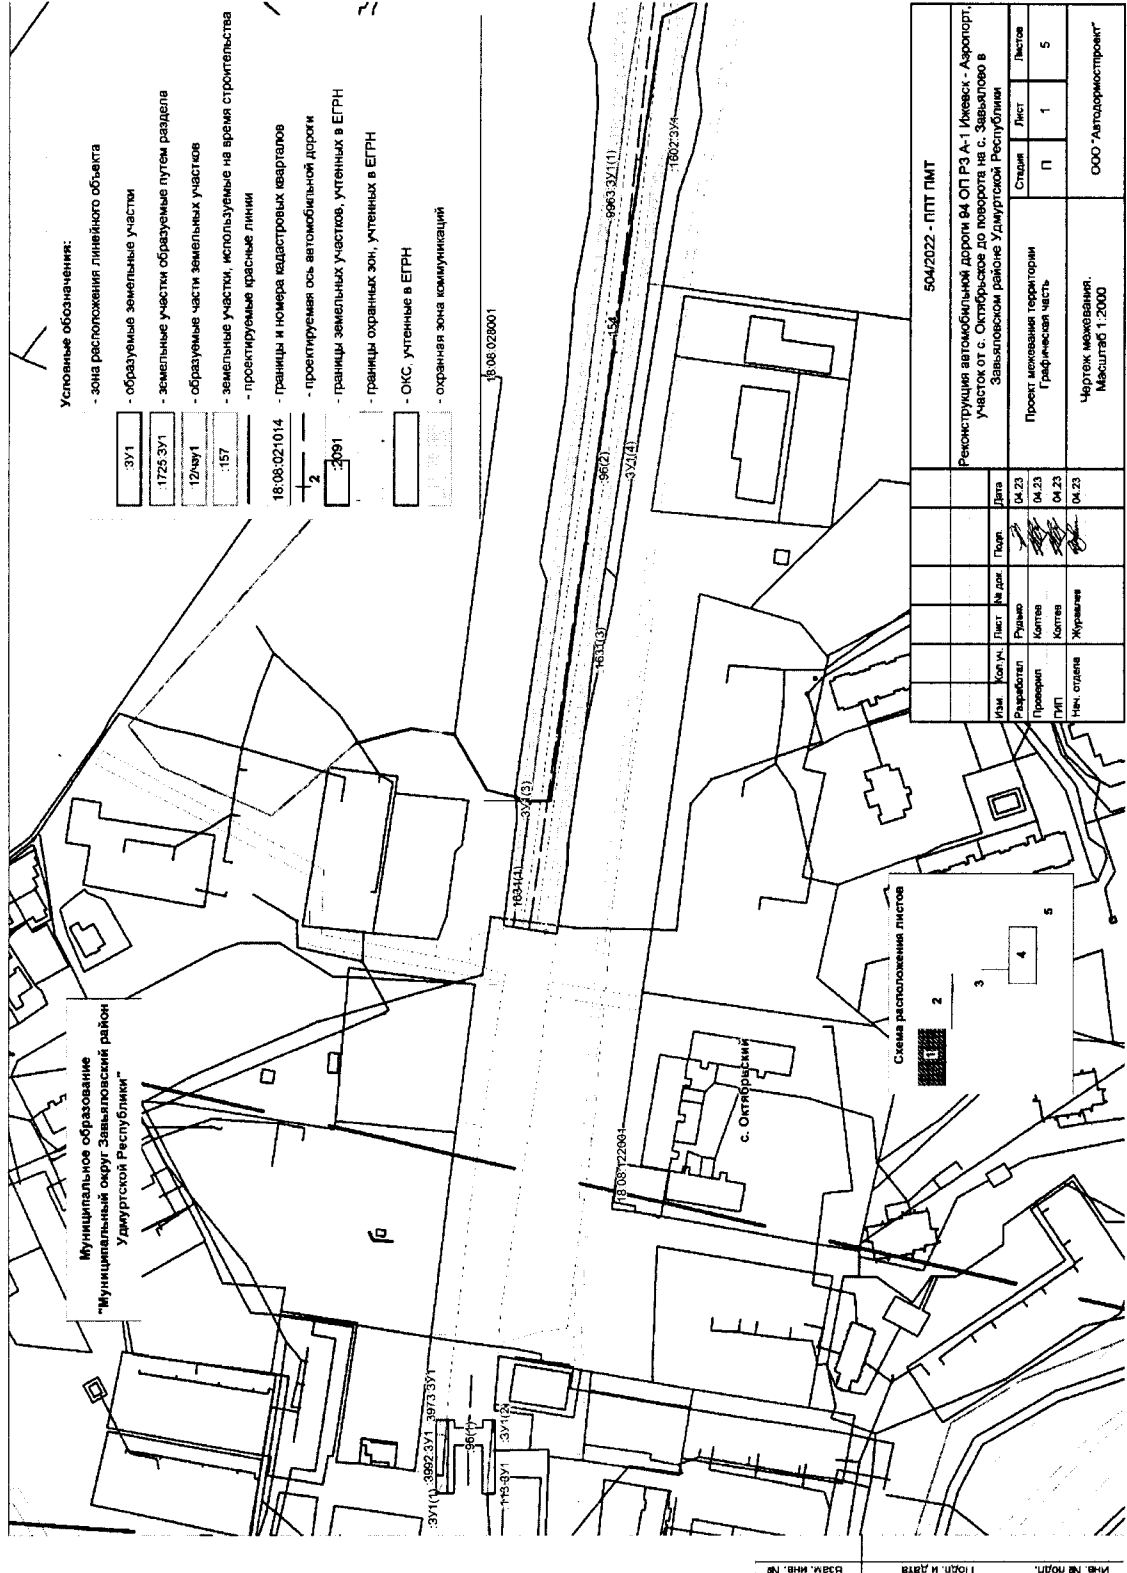 Муниципальное образование
"Муниципальный округ Завьяловский район
Удмуртской Республики"
Условные обозначения:
- зона расположения линейного объекта
:ЗУ1
- образуемые земельные участки
:1725:ЗУ1
- земельные участки образуемые путем раздела
:12/чзу1
- образуемые части земельных участков
:157
- земельные участки, используемые на время строительства
- проектируемые красные линии
18:08:021014
- границы и номера кадастровых кварталов
2
- проектируемая ось автомобильной дороги
:2091
- границы земельных участков, учтенных в ЕГРН
- границы охранных зон, учтенных в ЕГРН
- ОКС, учтенные в ЕГРН
- охранная зона коммуникаций
18:08:028001
:ЗУ1(1)
:3992:ЗУ1
:3973:ЗУ1
:96(1)
:ЗУ1(2)
:113:ЗУ1
:1634(4)
:ЗУ1(3)
:1633(3)
:96(2)
:ЗУ1(4)
:154
:9963:ЗУ1(1)
:1602:ЗУ1
18:08:122001
с. Октябрьский
Схема расположения листов
1
2
3
4
5
504/2022 - ППТ ПМТ
Реконструкция автомобильной дороги 94 ОП РЗ А-1 Ижевск - Аэропорт,
участок от с. Октябрьское до поворота на с. Завьялово в
Завьяловском районе Удмуртской Республики
Изм. Кол.уч. Лист № док. Подп. Дата
Разработал Рудько 04.23
Проверил Коптев 04.23
ГИП Коптев 04.23
Нач. отдела Журавлев 04.23
Проект межевания территории
Графическая часть
Стадия Лист Листов
П 1 5
Чертеж межевания.
Масштаб 1:2000
ООО "Автодормостпроект"
Взам. инв. №
Подп. и дата
Инв. № подл.